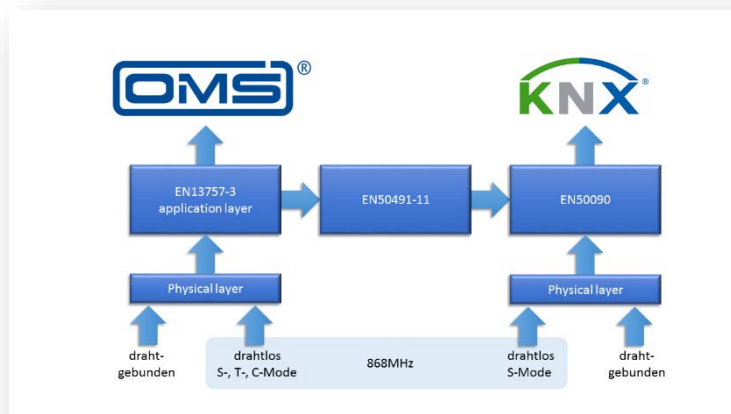 OMS®
KNX®
EN13757-3
application layer
EN50491-11
EN50090
Physical layer
Physical layer
draht-
gebunden
drahtlos
S-, T-, C-Mode
868MHz
drahtlos
S-Mode
draht-
gebunden